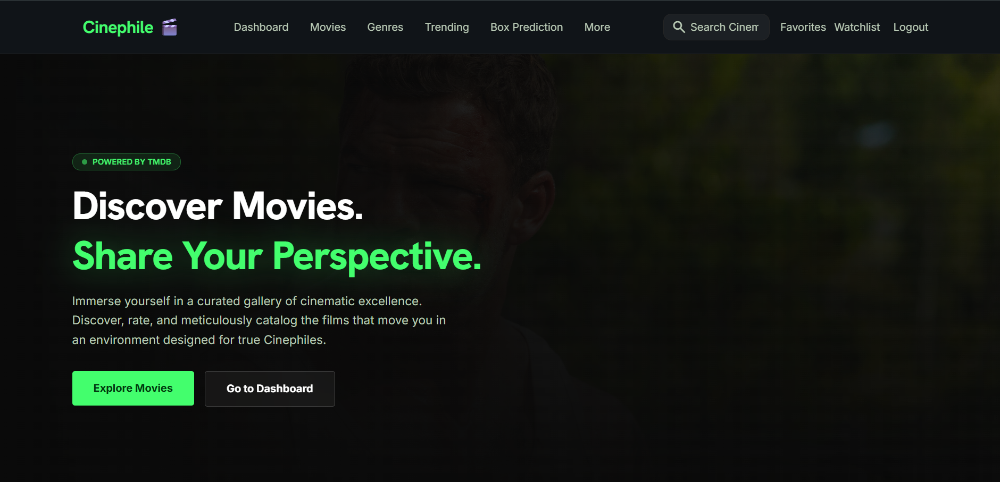 Cinephile
Dashboard Movies Genres Trending Box Prediction More
Search Cinem
Favorites Watchlist Logout
POWERED BY TMDB
Discover Movies.
Share Your Perspective.
Immerse yourself in a curated gallery of cinematic excellence.
Discover, rate, and meticulously catalog the films that move you in
an environment designed for true Cinephiles.
Explore Movies
Go to Dashboard